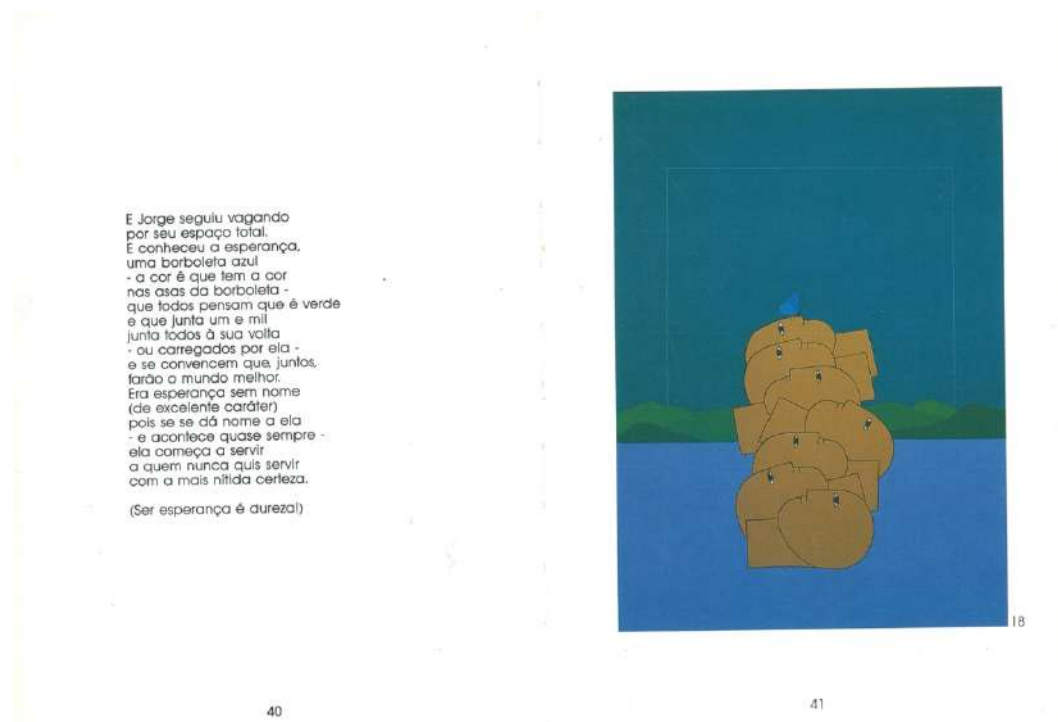 E Jorge seguiu vagando
por seu espaço total.
E conheceu a esperança,
uma borboleta azul
- a cor é que tem a cor
nas asas da borboleta -
que todos pensam que é verde
e que junta um e mil
junta todos à sua volta
- ou carregados por ela -
e se convencem que, juntos,
farão o mundo melhor.
Era esperança sem nome
(de excelente caráter)
pois se se dá nome a ela
- e acontece quase sempre -
ela começa a servir
a quem nunca quis servir
com a mais nítida certeza.
(Ser esperança é dureza!)
40
18
41